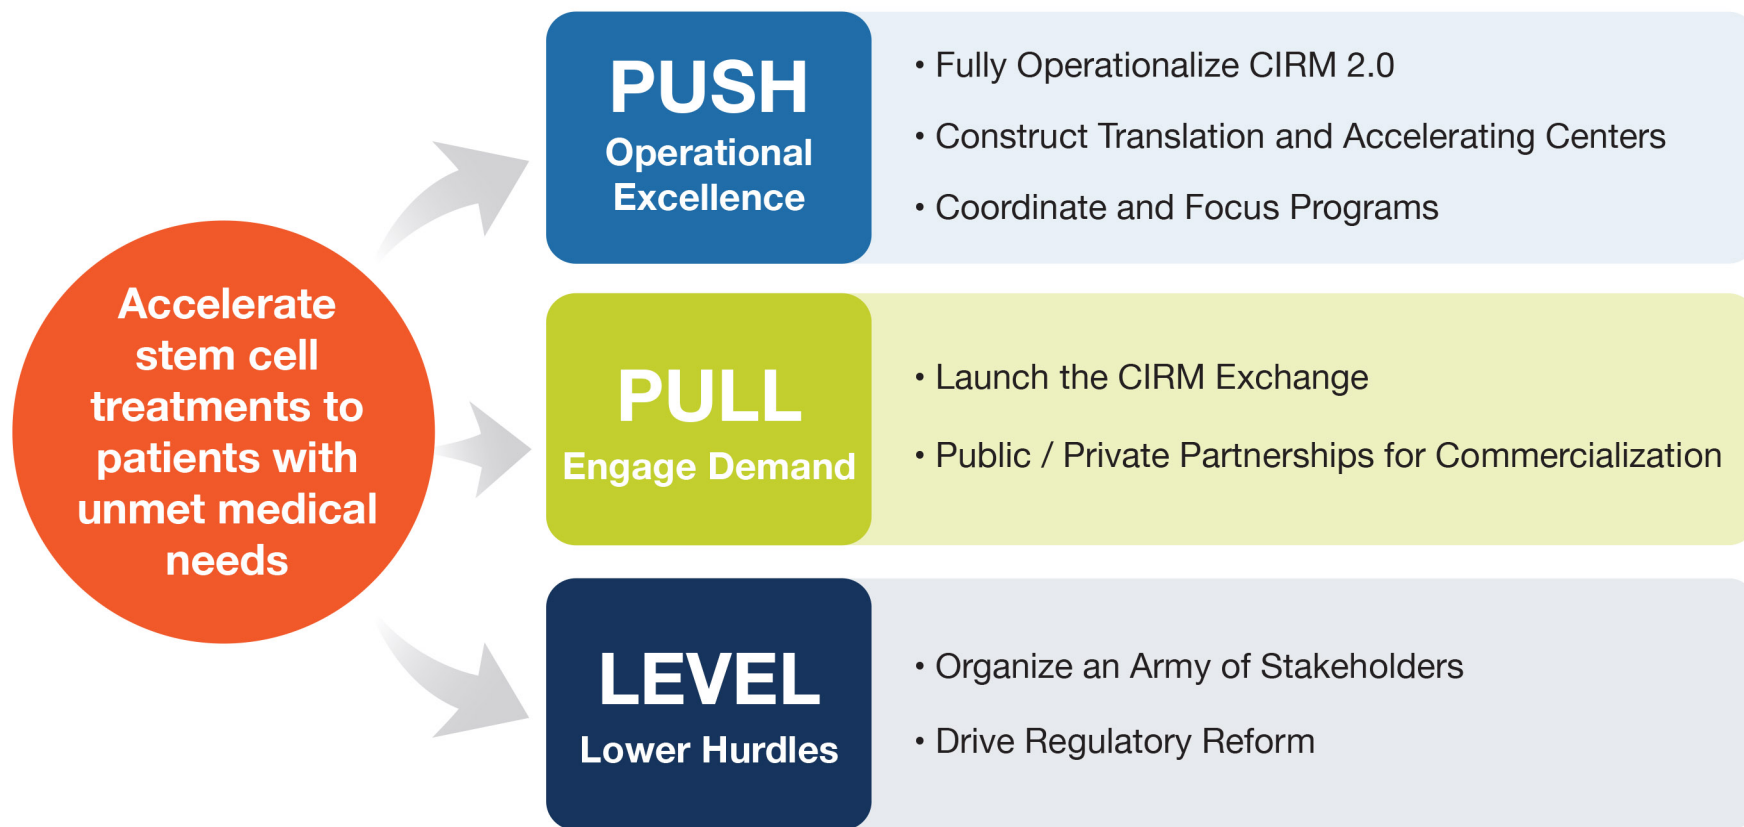 Accelerate
stem cell
treatments to
patients with
unmet medical
needs
PUSH
Operational
Excellence
• Fully Operationalize CIRM 2.0
• Construct Translation and Accelerating Centers
• Coordinate and Focus Programs
PULL
Engage Demand
• Launch the CIRM Exchange
• Public / Private Partnerships for Commercialization
LEVEL
Lower Hurdles
• Organize an Army of Stakeholders
• Drive Regulatory Reform